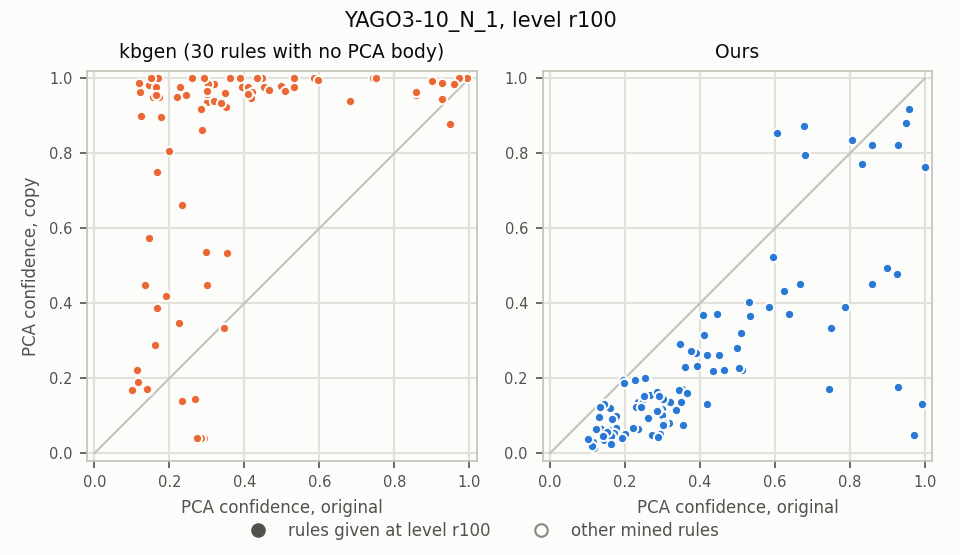 YAGO3-10_N_1, level r100
kbgen (30 rules with no PCA body)
Ours
PCA confidence, copy
1.0
0.8
0.6
0.4
0.2
0.0
1.0
0.8
0.6
0.4
0.2
0.0
0.0 0.2 0.4 0.6 0.8 1.0
0.0 0.2 0.4 0.6 0.8 1.0
PCA confidence, original
PCA confidence, original
rules given at level r100
other mined rules